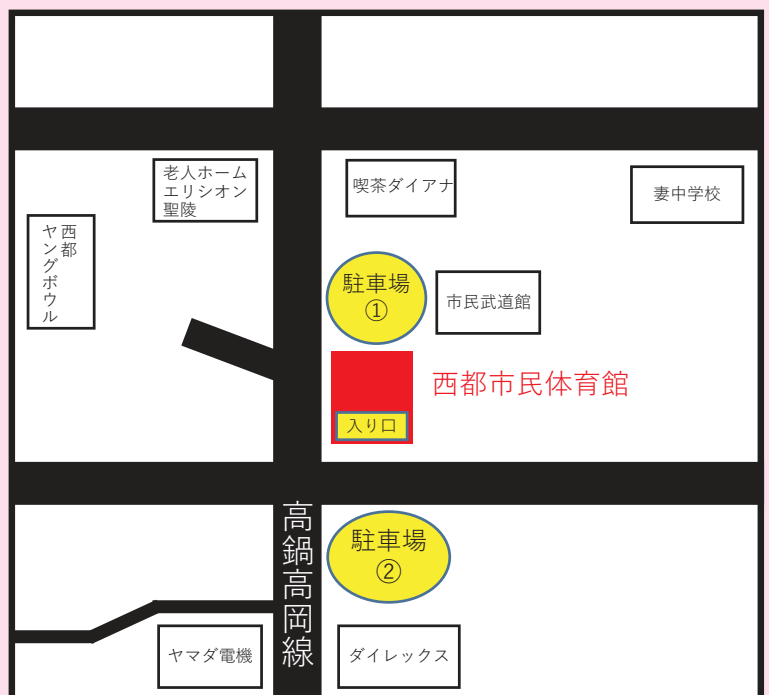 老人ホーム
エリシオン
聖陵
喫茶ダイアナ
妻中学校
西都
ヤングボウル
駐車場
①
市民武道館
西都市民体育館
入り口
高鍋高岡線
駐車場
②
ヤマダ電機
ダイレックス